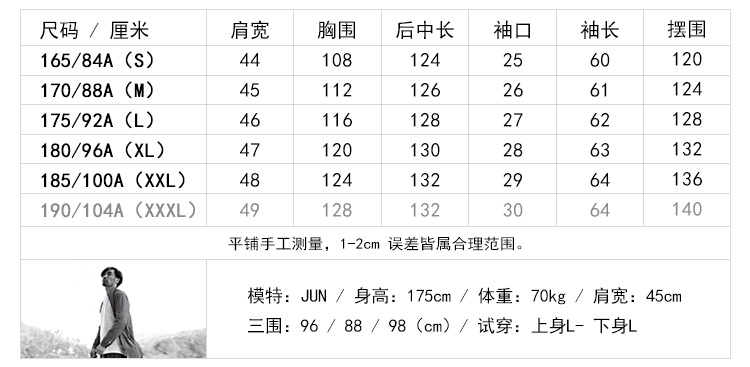 尺码 / 厘米 肩宽 胸围 后中长 袖口 袖长 摆围
165/84A（S） 44 108 124 25 60 120
170/88A（M） 45 112 126 26 61 124
175/92A（L） 46 116 128 27 62 128
180/96A（XL） 47 120 130 28 63 132
185/100A（XXL） 48 124 132 29 64 136
190/104A（XXXL） 49 128 132 30 64 140
平铺手工测量，1-2cm 误差皆属合理范围。
模特：JUN / 身高：175cm / 体重：70kg / 肩宽：45cm
三围：96 / 88 / 98（cm）/ 试穿：上身L- 下身L